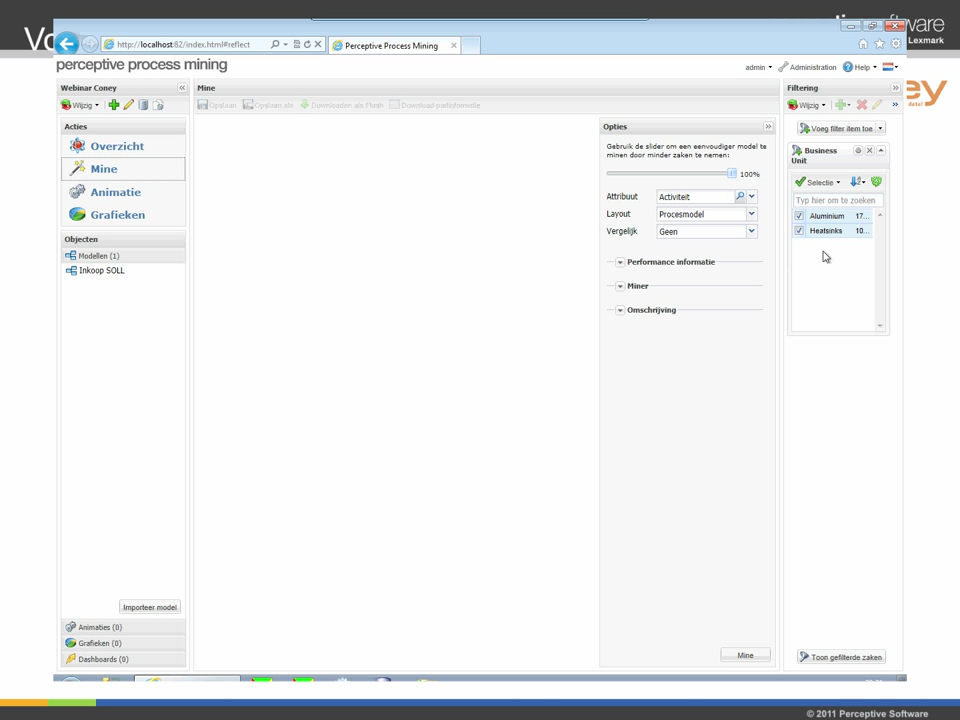 Vo
software
Lexmark
http://localhost:82/index.html#reflect
Perceptive Process Mining
perceptive process mining
admin
Administration
Help
Webinar Coney
Mine
Filtering
Wijzig
Opslaan
Opslaan als
Downloaden als Flash
Download padinformatie
Wijzig
Acties
Overzicht
Mine
Animatie
Grafieken
Objecten
Modellen (1)
Inkoop SOLL
Importeer model
Animaties (0)
Grafieken (0)
Dashboards (0)
Opties
Gebruik de slider om een eenvoudiger model te
minen door minder zaken te nemen:
100%
Attribuut Activiteit
Layout Procesmodel
Vergelijk Geen
Performance informatie
Miner
Omschrijving
Mine
Voeg filter item toe
Business
Unit
Selectie
Typ hier om te zoeken
Aluminium 17...
Heatsinks 10...
Toon gefilterde zaken
© 2011 Perceptive Software